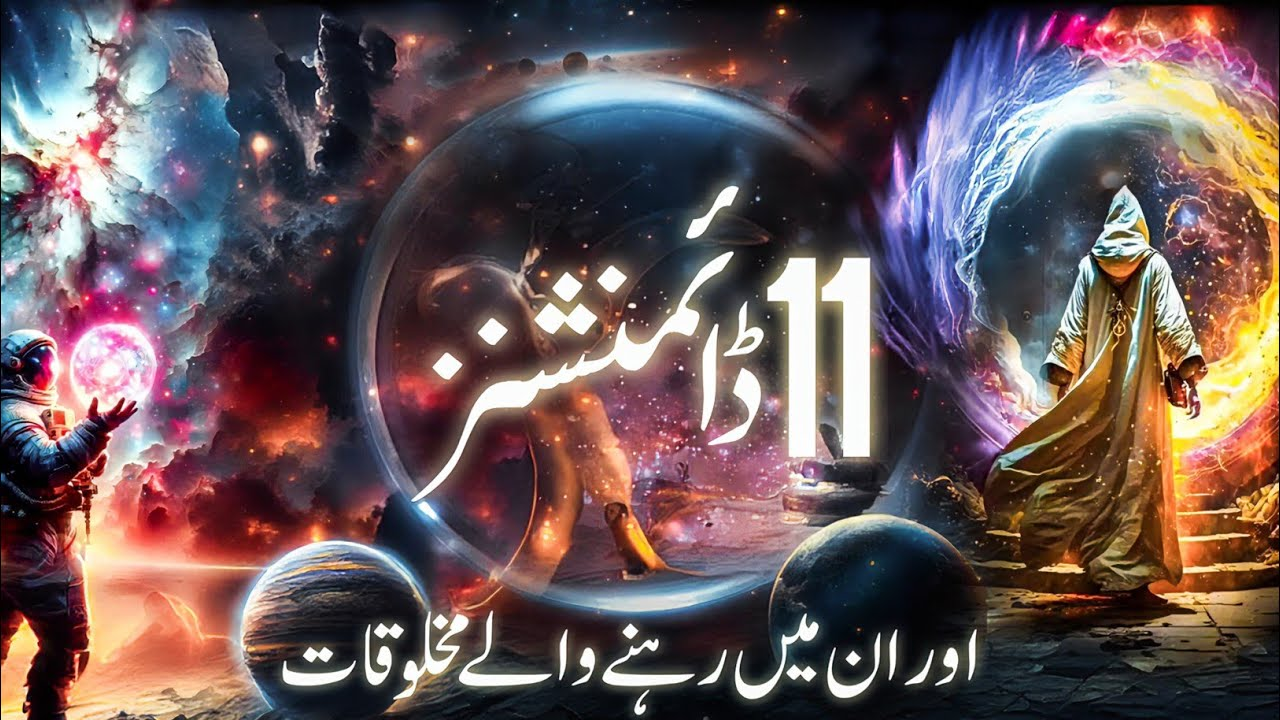 11 ڈائمنشنز
اور ان میں رہنے والے مخلوقات